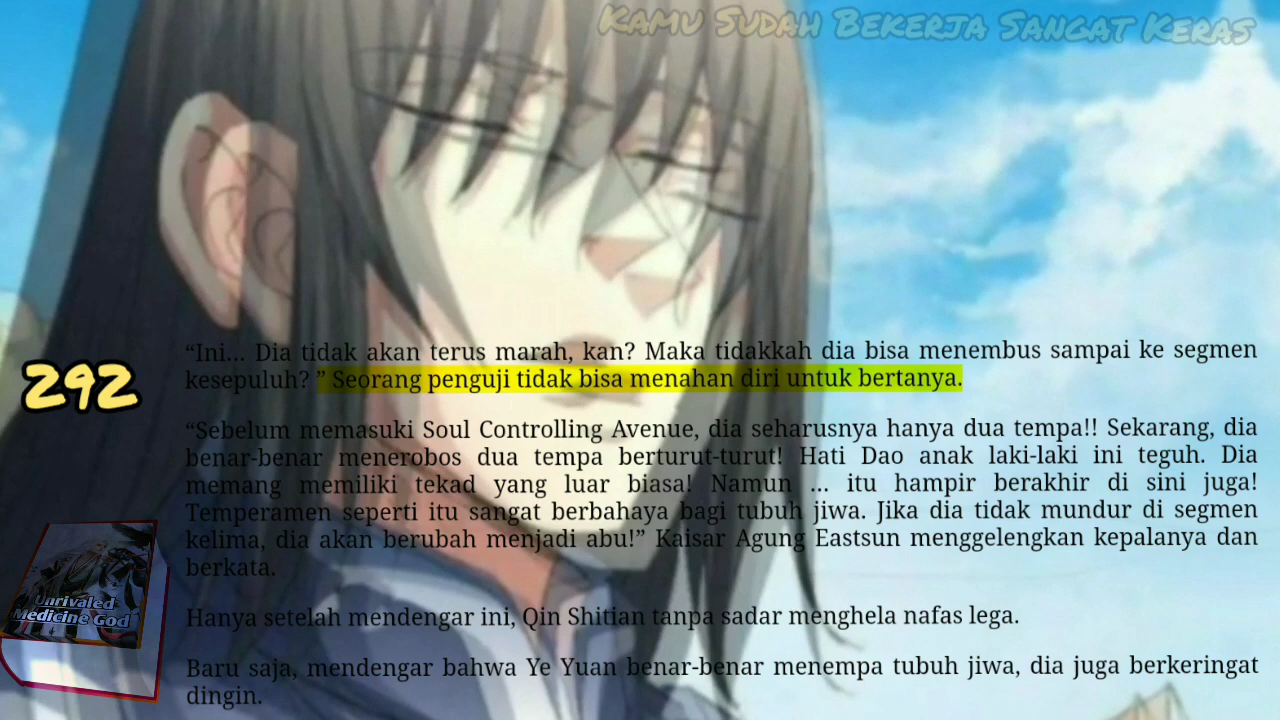 Kamu Sudah Bekerja Sangat Keras
“Ini... Dia tidak akan terus marah, kan? Maka tidakkah dia bisa menembus sampai ke segmen
kesepuluh? ” Seorang penguji tidak bisa menahan diri untuk bertanya.
292
“Sebelum memasuki Soul Controlling Avenue, dia seharusnya hanya dua tempa!! Sekarang, dia
benar-benar menerobos dua tempa berturut-turut! Hati Dao anak laki-laki ini teguh. Dia
memang memiliki tekad yang luar biasa! Namun ... itu hampir berakhir di sini juga!
Temperamen seperti itu sangat berbahaya bagi tubuh jiwa. Jika dia tidak mundur di segmen
kelima, dia akan berubah menjadi abu!” Kaisar Agung Eastsun menggelengkan kepalanya dan
berkata.
Hanya setelah mendengar ini, Qin Shitian tanpa sadar menghela nafas lega.
Baru saja, mendengar bahwa Ye Yuan benar-benar menempa tubuh jiwa, dia juga berkeringat
dingin.
Unrivaled
Medicine God